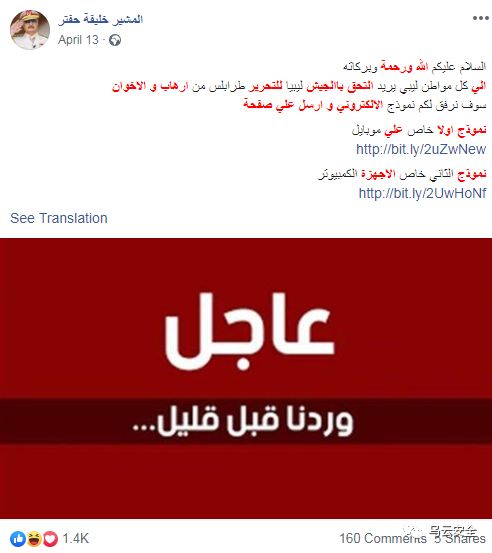 المشير خليفة حفتر
April 13
السلام عليكم الله ورحمة وبركاته
الي كل مواطن ليبي يريد التحق باالجيش ليبيا للتحرير طرابلس من ارهاب و الاخوان
سوف نرفق لكم نموذج الالكتروني و ارسل علي صفحة
نموذج اولا خاص علي موبايل
http://bit.ly/2uZwNew
نموذج الثاني خاص الاجهزة الكمبيوتر
http://bit.ly/2UwHoNf
See Translation
عاجل
وردنا قبل قليل...
1.4K
160 Comments 5 Shares
乌云安全